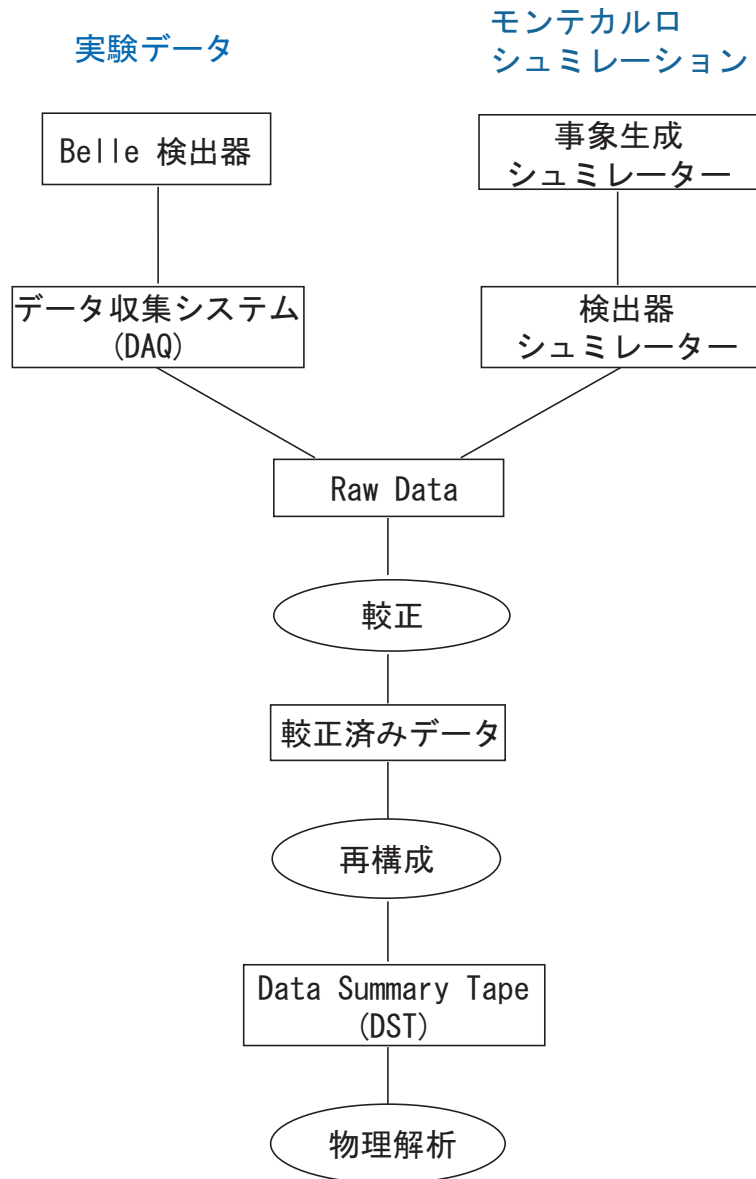 実験データ
モンテカルロ
シュミレーション
Belle 検出器
事象生成
シュミレーター
データ収集システム
(DAQ)
検出器
シュミレーター
Raw Data
較正
較正済みデータ
再構成
Data Summary Tape
(DST)
物理解析